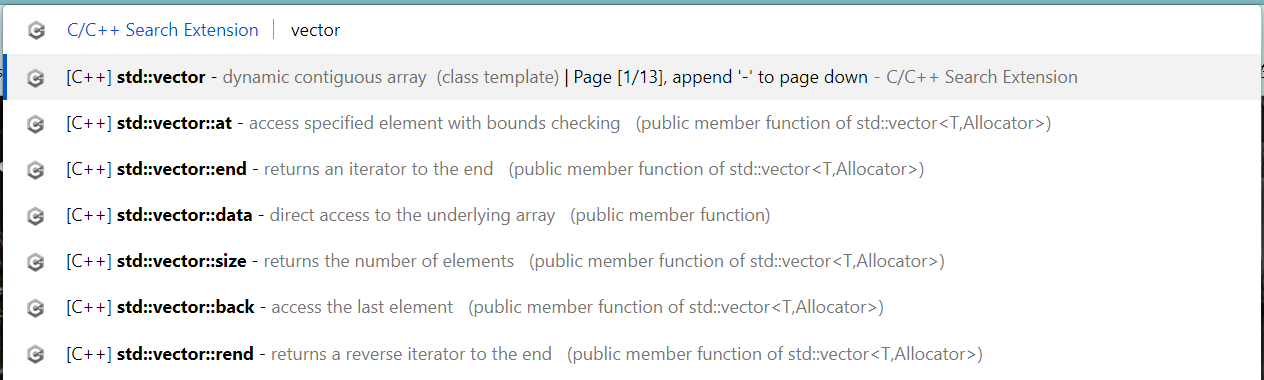 C/C++ Search Extension | vector
[C++] std::vector - dynamic contiguous array (class template) | Page [1/13], append '-' to page down - C/C++ Search Extension
[C++] std::vector::at - access specified element with bounds checking (public member function of std::vector<T,Allocator>)
[C++] std::vector::end - returns an iterator to the end (public member function of std::vector<T,Allocator>)
[C++] std::vector::data - direct access to the underlying array (public member function)
[C++] std::vector::size - returns the number of elements (public member function of std::vector<T,Allocator>)
[C++] std::vector::back - access the last element (public member function of std::vector<T,Allocator>)
[C++] std::vector::rend - returns a reverse iterator to the end (public member function of std::vector<T,Allocator>)